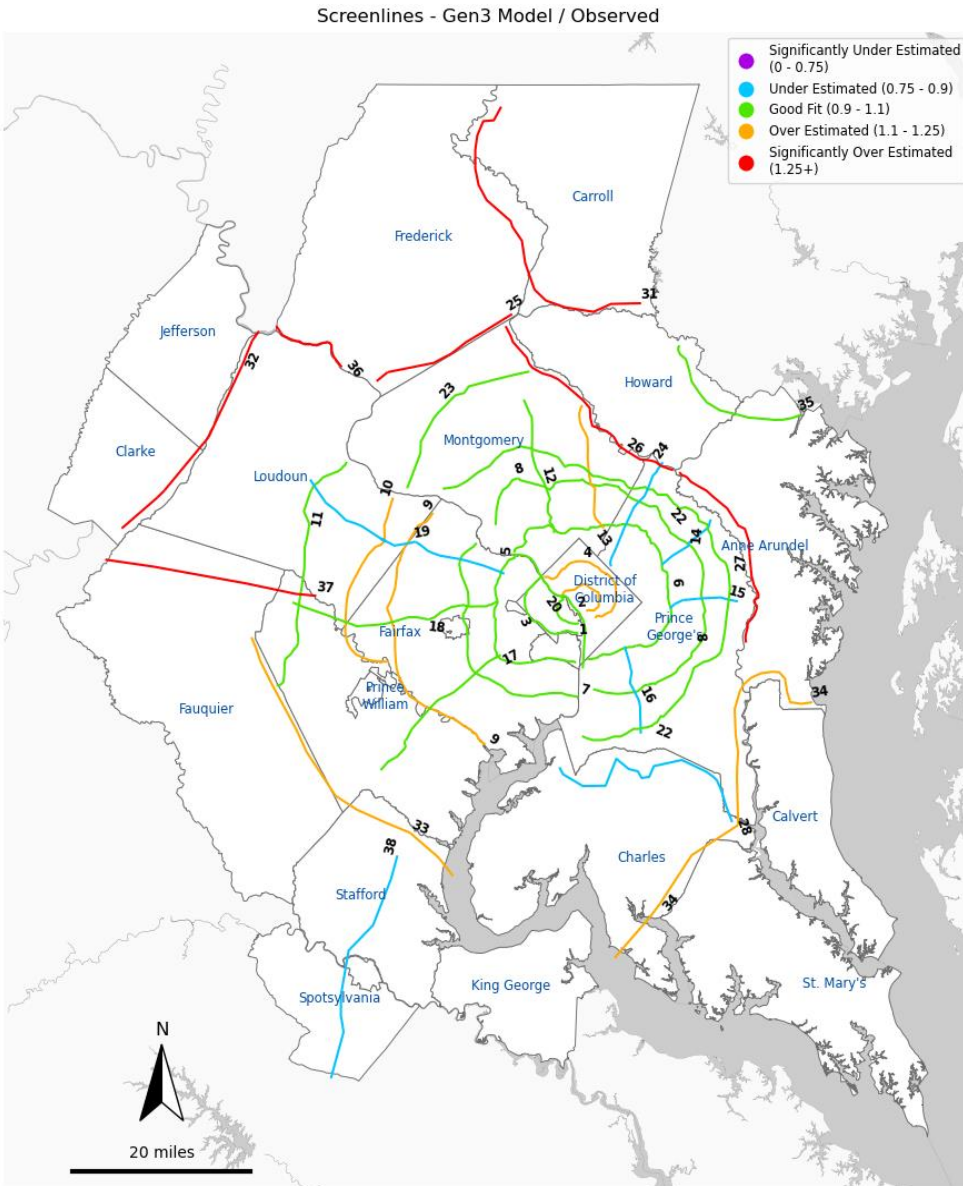 Screenlines - Gen3 Model / Observed
Significantly Under Estimated
(0 - 0.75)
Under Estimated (0.75 - 0.9)
Good Fit (0.9 - 1.1)
Over Estimated (1.1 - 1.25)
Significantly Over Estimated
(1.25+)
Carroll
Frederick
31
25
Jefferson
32
36
Howard
23
35
Montgomery
26
24
Clarke
8
12
Loudoun
10
9
11
22
19
13
14
Anne Arundel
5
4
27
37
District of
Columbia
6
15
20
2
3
18
Fairfax
1
Prince
George's
8
17
7
16
Prince
William
34
Fauquier
22
9
33
28
Calvert
38
Charles
Stafford
34
King George
St. Mary's
Spotsylvania
N
20 miles